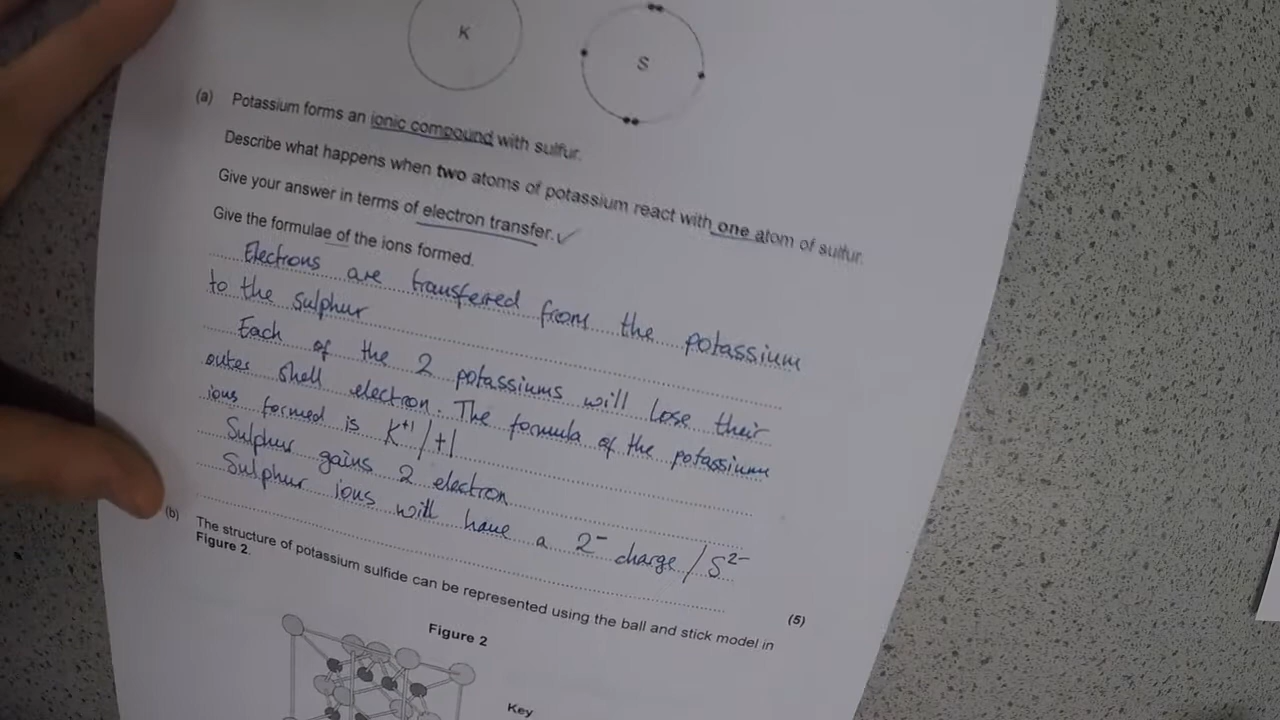 K
S
(a) Potassium forms an ionic compound with sulfur.
Describe what happens when two atoms of potassium react with one atom of sulfur.
Give your answer in terms of electron transfer. ✓
Give the formulae of the ions formed.
Electrons are transferred from the potassium
to the sulphur
Each of the 2 potassiums will lose their
outer shell electron. The formula of the potassium
ions formed is K⁺¹/+1
Sulphur gains 2 electron
Sulphur ions will have a 2⁻ charge/S²⁻
(5)
(b) The structure of potassium sulfide can be represented using the ball and stick model in
Figure 2.
Figure 2
Key